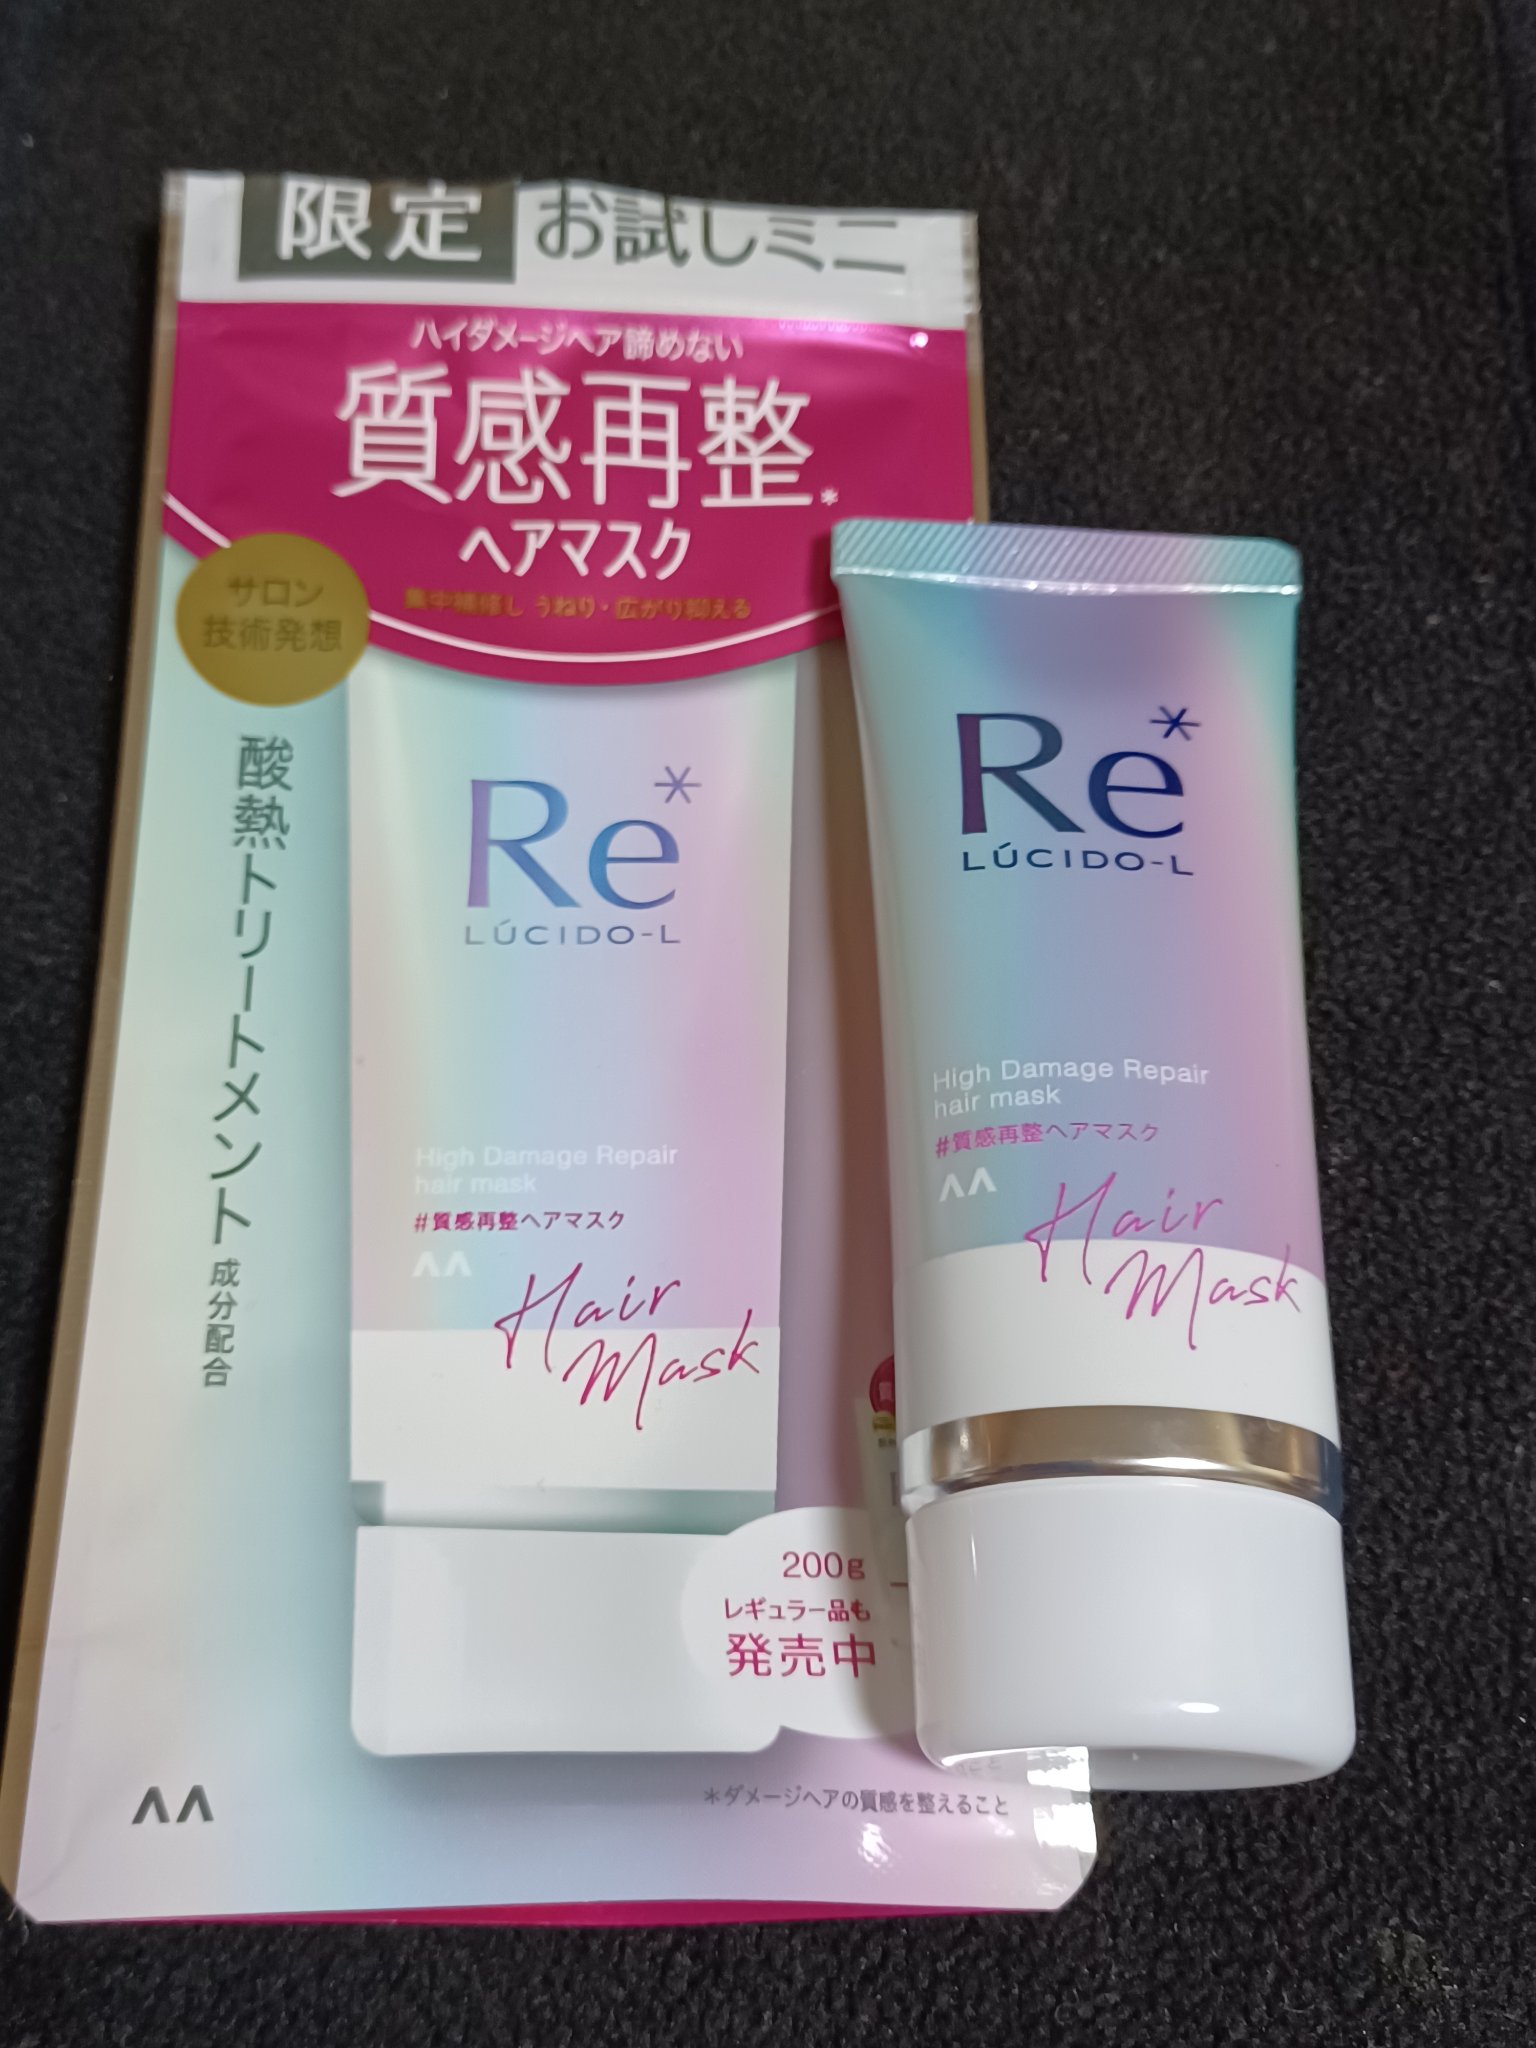 限定 お試しミニ
ハイダメージヘア諦めない
質感再整*
ヘアマスク
集中補修し うねり・広がり抑える
サロン
技術発想
酸熱トリートメント成分配合
Re*
LÚCIDO-L
High Damage Repair
hair mask
#質感再整ヘアマスク
Hair
Mask
200g
レギュラー品も
発売中
*ダメージヘアの質感を整えること
Re*
LÚCIDO-L
High Damage Repair
hair mask
#質感再整ヘアマスク
Hair
Mask